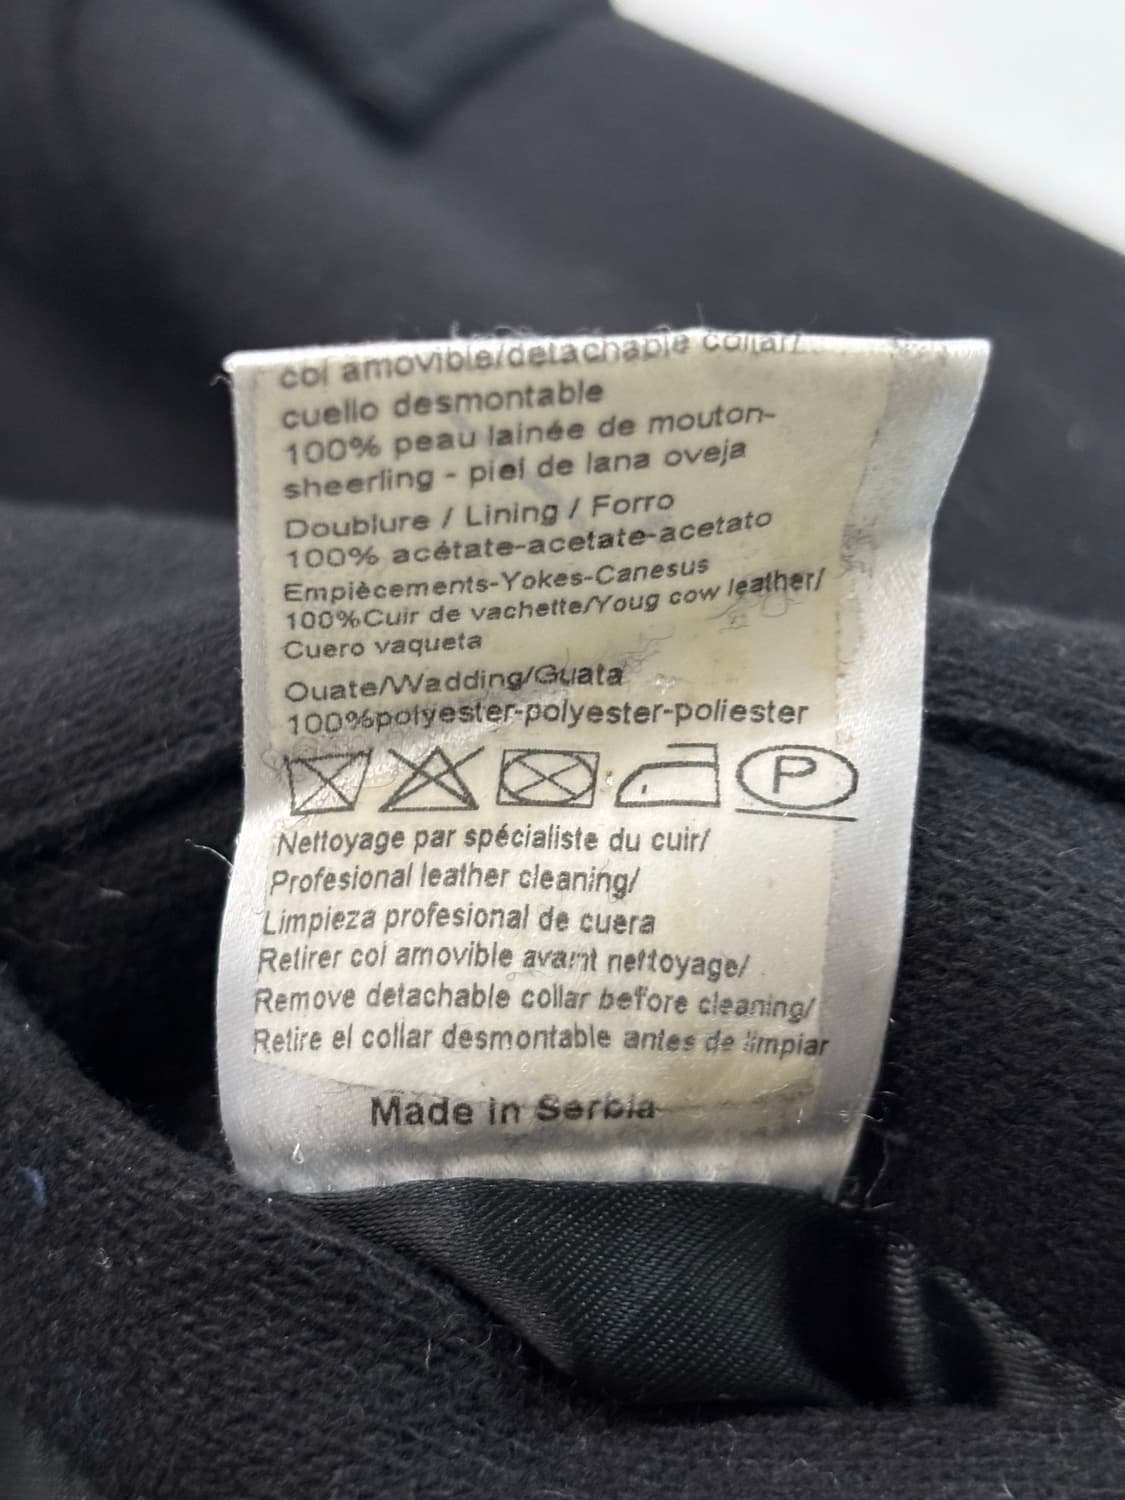 col amovible/detachable collar/
cuello desmontable
100% peau lainée de mouton-
sheerling - piel de lana oveja
Doublure / Lining / Forro
100% acétate-acetate-acetato
Empiècements-Yokes-Canesus
100%Cuir de vachette/Youg cow leather/
Cuero vaqueta
Ouate/Wadding/Guata
100%polyester-polyester-poliester
P
Nettoyage par spécialiste du cuir/
Profesional leather cleaning/
Limpieza profesional de cuera
Retirer col amovible avant nettoyage/
Remove detachable collar before cleaning/
Retire el collar desmontable antes de limpiar
Made in Serbia